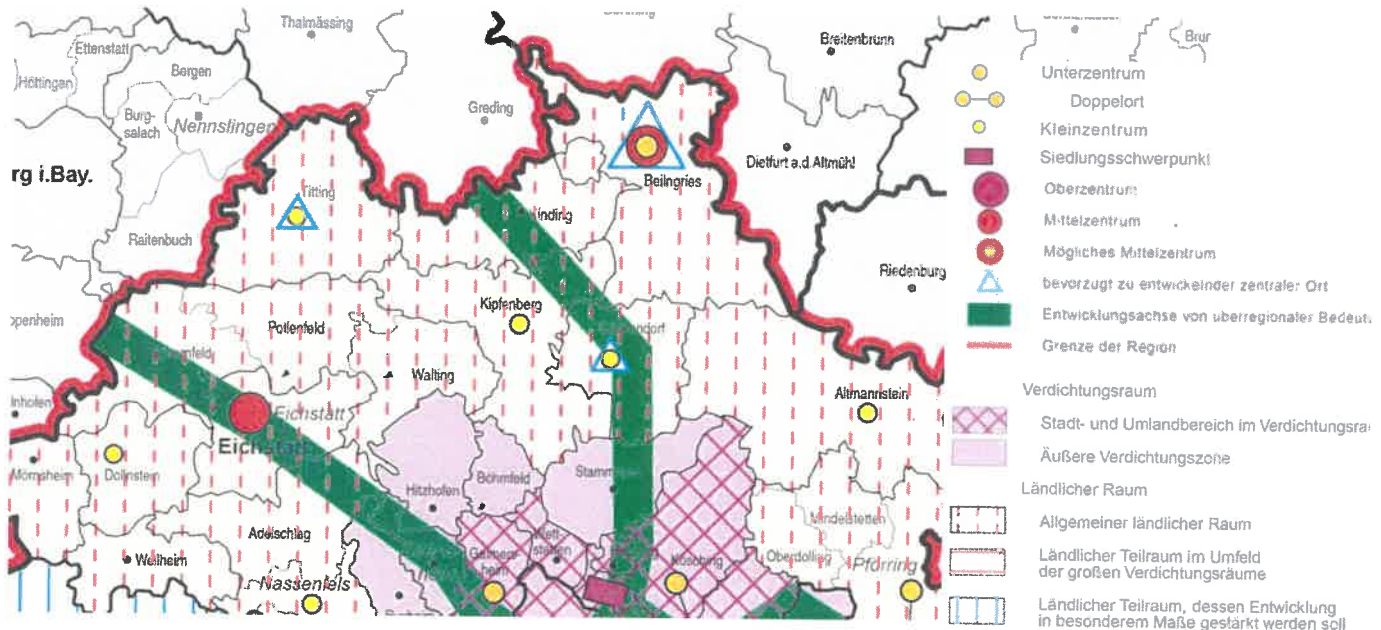 Thalmässing
Ettenstatt
Bergen
Höttingen
Burg-
salach
Nennslingen
rg i.Bay.
Raitenbuch
Titting
Greding
Breitenbrunn
Dietfurt a.d. Altmühl
Beilngries
Riedenburg
Kipfenberg
Pollenfeld
Walting
Eichstätt
Eichstätt
Altmannstein
Mörnsheim
Dollnstein
Hitzhofen
Böhmfeld
Adelschlag
Wellheim
Nassenfels
Gaimers-
heim
Kösching
Mindelstetten
Oberdolling
Pförring
Brur
Unterzentrum
Doppelort
Kleinzentrum
Siedlungsschwerpunkt
Oberzentrum
Mittelzentrum
Mögliches Mittelzentrum
bevorzugt zu entwickelnder zentraler Ort
Entwicklungsachse von überregionaler Bedeut
Grenze der Region
Verdichtungsraum
Stadt- und Umlandbereich im Verdichtungsra
Äußere Verdichtungszone
Ländlicher Raum
Allgemeiner ländlicher Raum
Ländlicher Teilraum im Umfeld
der großen Verdichtungsräume
Ländlicher Teilraum, dessen Entwicklung
in besonderem Maße gestärkt werden soll